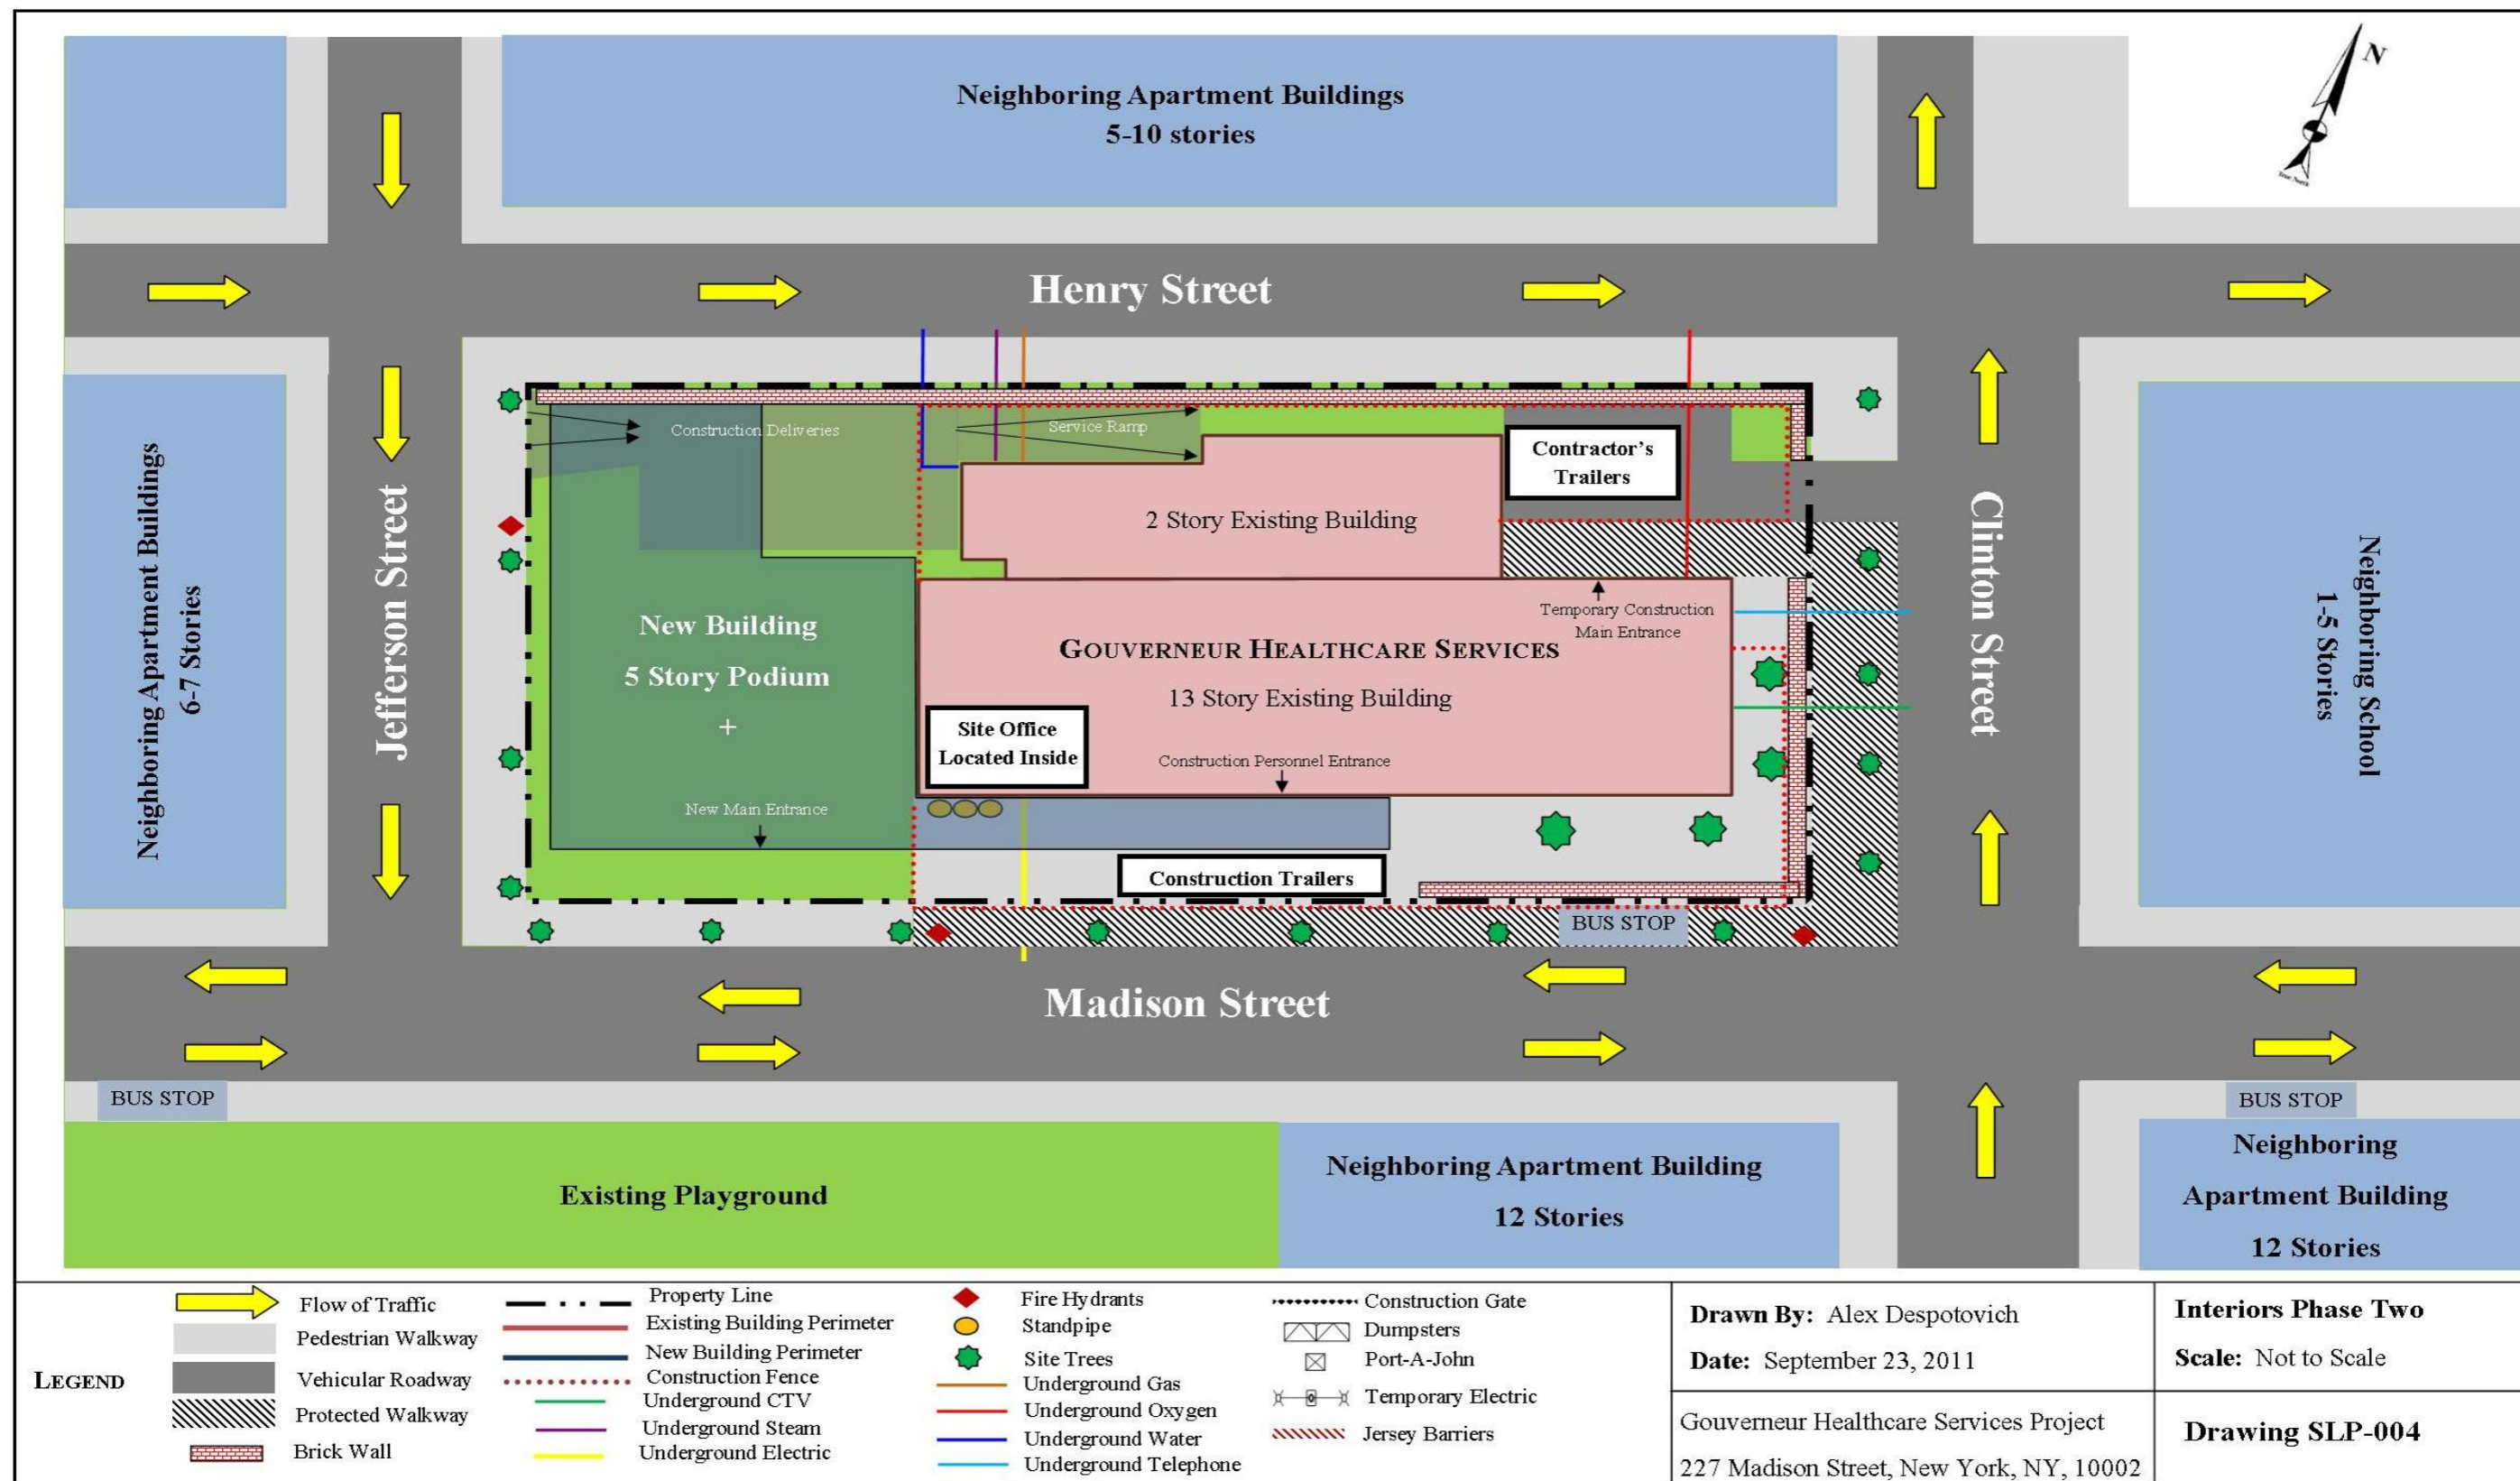 Neighboring Apartment Buildings
5-10 stories
N
True North
Henry Street
Construction Deliveries
Service Ramp
Contractor's
Trailers
2 Story Existing Building
Neighboring Apartment Buildings
6-7 Stories
Jefferson Street
Clinton Street
Neighboring School
1-5 Stories
Temporary Construction
Main Entrance
New Building
5 Story Podium
+
GOUVERNEUR HEALTHCARE SERVICES
13 Story Existing Building
Site Office
Located Inside
Construction Personnel Entrance
New Main Entrance
Construction Trailers
BUS STOP
Madison Street
BUS STOP
BUS STOP
Existing Playground
Neighboring Apartment Building
12 Stories
Neighboring
Apartment Building
12 Stories
LEGEND
Flow of Traffic
Pedestrian Walkway
Vehicular Roadway
Protected Walkway
Brick Wall
Property Line
Existing Building Perimeter
New Building Perimeter
Construction Fence
Underground CTV
Underground Steam
Underground Electric
Fire Hydrants
Standpipe
Site Trees
Underground Gas
Underground Oxygen
Underground Water
Underground Telephone
Construction Gate
Dumpsters
Port-A-John
Temporary Electric
Jersey Barriers
Drawn By: Alex Despotovich
Date: September 23, 2011
Gouverneur Healthcare Services Project
227 Madison Street, New York, NY, 10002
Interiors Phase Two
Scale: Not to Scale
Drawing SLP-004